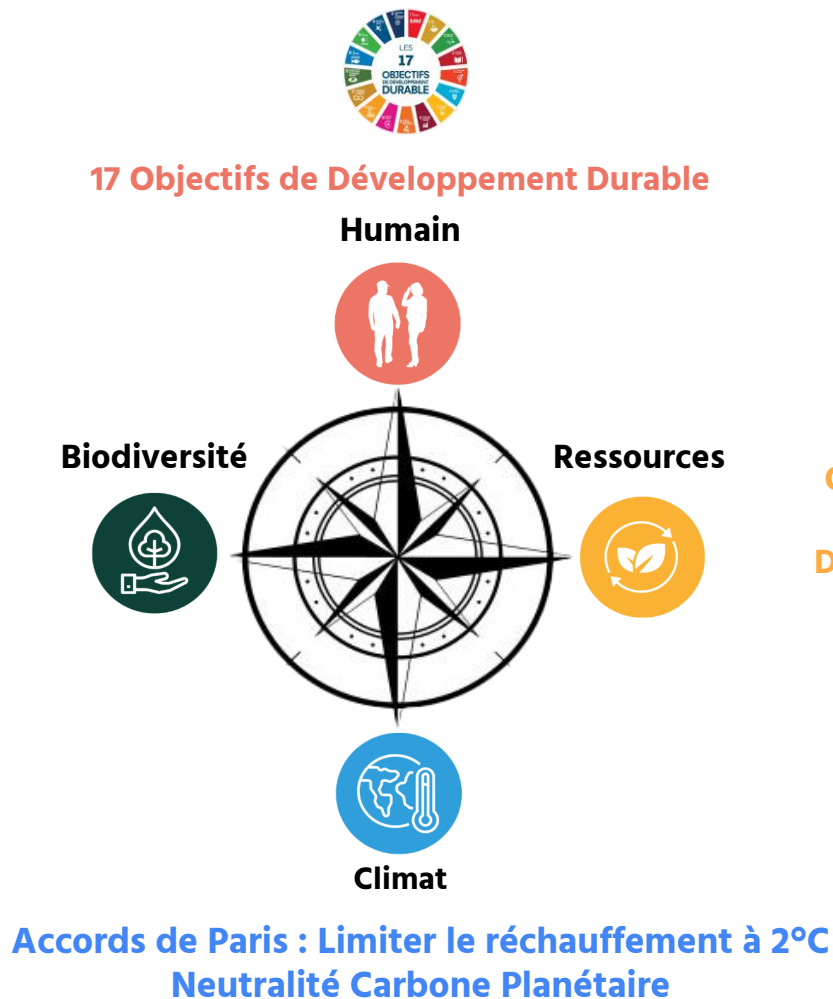 LES
17
OBJECTIFS
DE DÉVELOPPEMENT
DURABLE
17 Objectifs de Développement Durable
Humain
Biodiversité
Ressources
D
Climat
Accords de Paris : Limiter le réchauffement à 2°C
Neutralité Carbone Planétaire